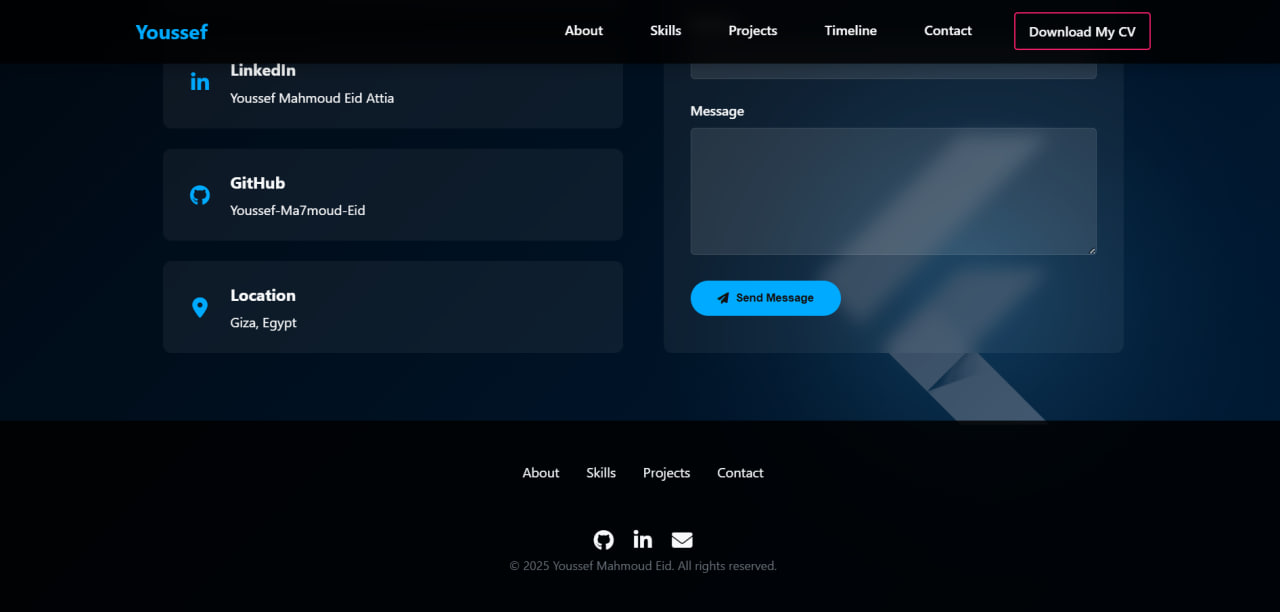 Youssef
About
Skills
Projects
Timeline
Contact
Download My CV
LinkedIn
Youssef Mahmoud Eid Attia
GitHub
Youssef-Ma7moud-Eid
Location
Giza, Egypt
Message
Send Message
About
Skills
Projects
Contact
© 2025 Youssef Mahmoud Eid. All rights reserved.